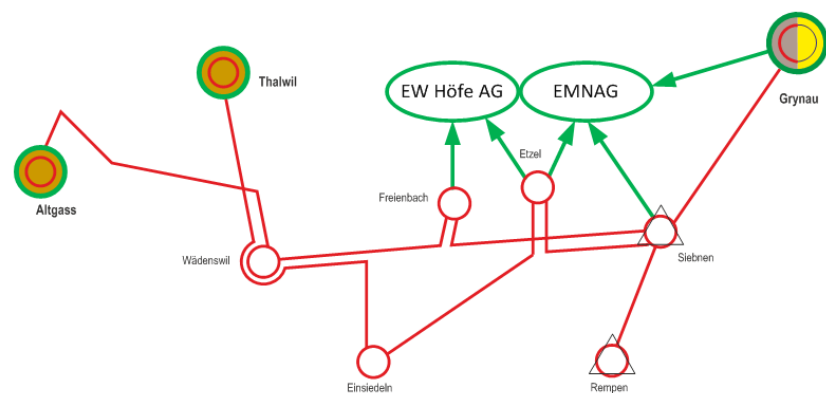 Thalwil
EW Höfe AG
EMNAG
Grynau
Etzel
Altgass
Freienbach
Wädenswil
Siebnen
Einsiedeln
Rempen